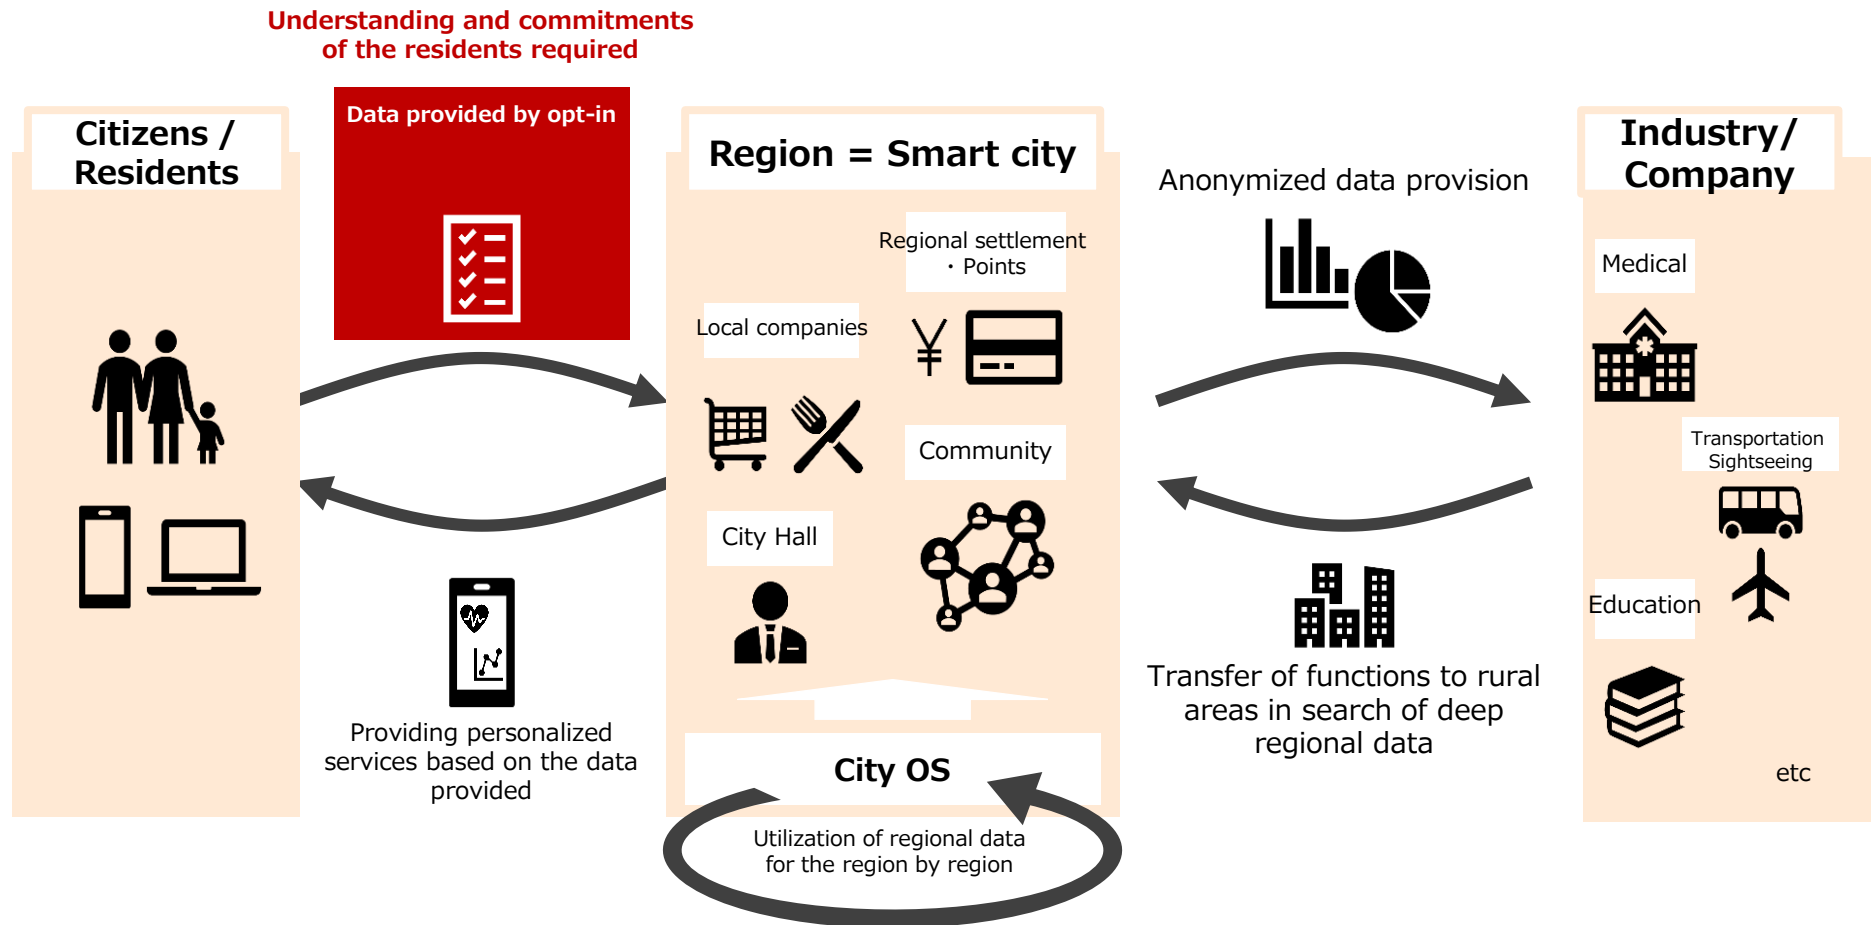 Understanding and commitments
of the residents required
Citizens /
Residents
Data provided by opt-in
Region = Smart city
Regional settlement
・Points
Local companies
¥
Community
City Hall
City OS
Utilization of regional data
for the region by region
Providing personalized
services based on the data
provided
Anonymized data provision
Transfer of functions to rural
areas in search of deep
regional data
Industry/
Company
Medical
Transportation
Sightseeing
Education
etc